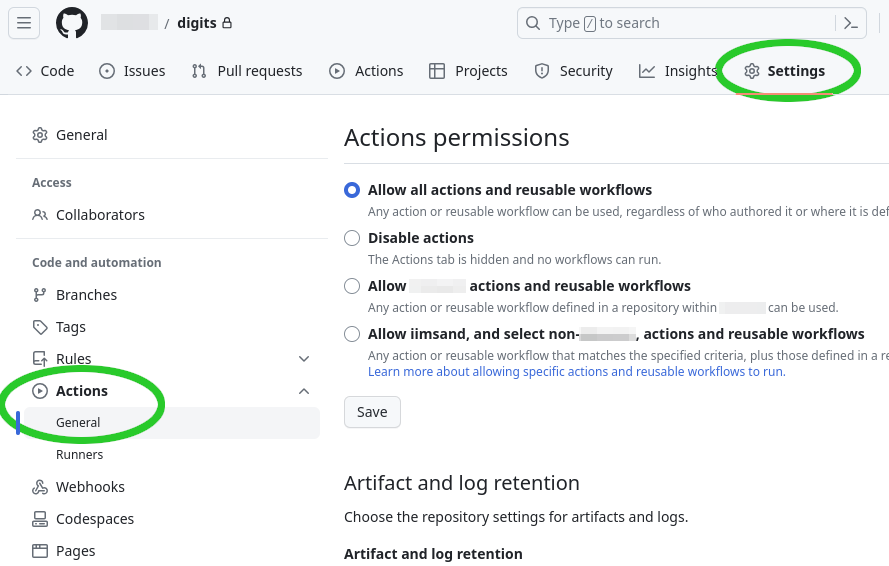 / digits
Type / to search
Code Issues Pull requests Actions Projects Security Insights Settings
General
Access
Collaborators
Code and automation
Branches
Tags
Rules
Actions
General
Runners
Webhooks
Codespaces
Pages
Actions permissions
Allow all actions and reusable workflows
Any action or reusable workflow can be used, regardless of who authored it or where it is def
Disable actions
The Actions tab is hidden and no workflows can run.
Allow actions and reusable workflows
Any action or reusable workflow defined in a repository within can be used.
Allow iimsand, and select non- , actions and reusable workflows
Any action or reusable workflow that matches the specified criteria, plus those defined in a re
Learn more about allowing specific actions and reusable workflows to run.
Save
Artifact and log retention
Choose the repository settings for artifacts and logs.
Artifact and log retention